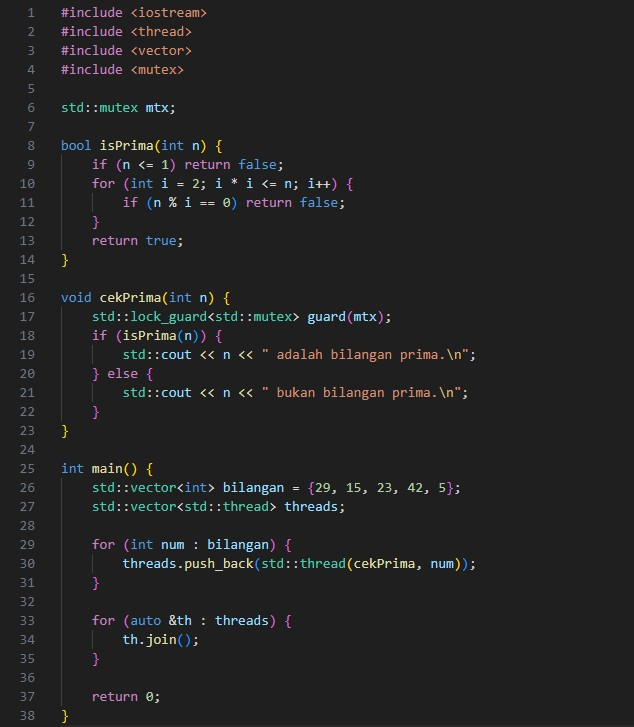 1 #include <iostream>
2 #include <thread>
3 #include <vector>
4 #include <mutex>
5
6 std::mutex mtx;
7
8 bool isPrima(int n) {
9     if (n <= 1) return false;
10     for (int i = 2; i * i <= n; i++) {
11         if (n % i == 0) return false;
12     }
13     return true;
14 }
15
16 void cekPrima(int n) {
17     std::lock_guard<std::mutex> guard(mtx);
18     if (isPrima(n)) {
19         std::cout << n << " adalah bilangan prima.\n";
20     } else {
21         std::cout << n << " bukan bilangan prima.\n";
22     }
23 }
24
25 int main() {
26     std::vector<int> bilangan = {29, 15, 23, 42, 5};
27     std::vector<std::thread> threads;
28
29     for (int num : bilangan) {
30         threads.push_back(std::thread(cekPrima, num));
31     }
32
33     for (auto &th : threads) {
34         th.join();
35     }
36
37     return 0;
38 }